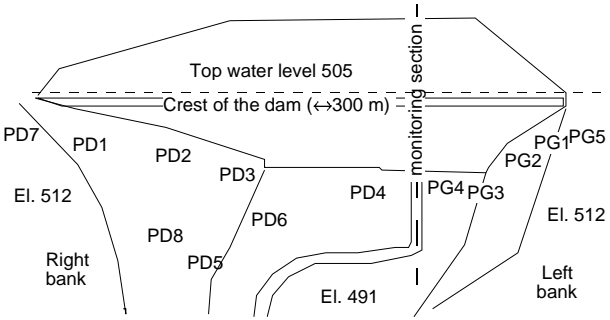 Top water level 505
monitoring section
Crest of the dam (↔300 m)
PD7
PD1
PD2
PD3
PD4
PG4
PG3
PG2
PG1
PG5
El. 512
PD6
El. 512
PD8
PD5
Right
bank
El. 491
Left
bank